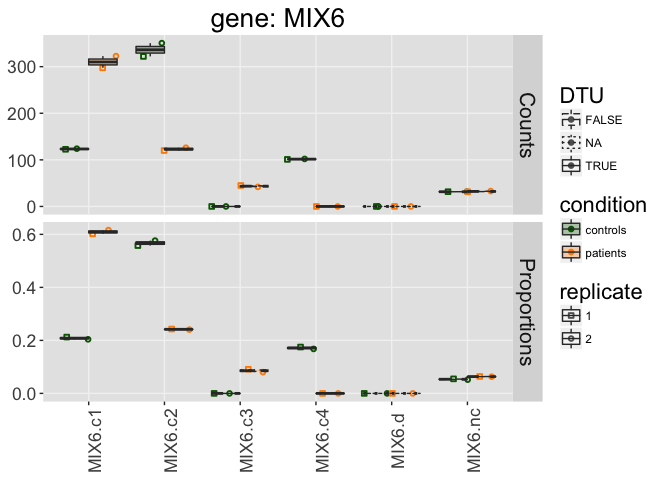 gene: MIX6
300
200
100
0
Counts
0.6
0.4
0.2
0.0
Proportions
MIX6.c1
MIX6.c2
MIX6.c3
MIX6.c4
MIX6.d
MIX6.nc
DTU
FALSE
NA
TRUE
condition
controls
patients
replicate
1
2